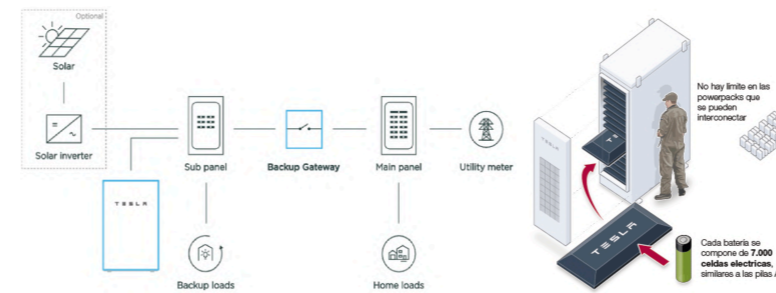 Optional
Solar
Solar inverter
TESLA
Sub panel
Backup Gateway
Main panel
Utility meter
Backup loads
Home loads
No hay límite en las
powerpacks que
se pueden
interconectar
TESLA
Cada batería se
compone de 7.000
celdas electricas,
similares a las pilas